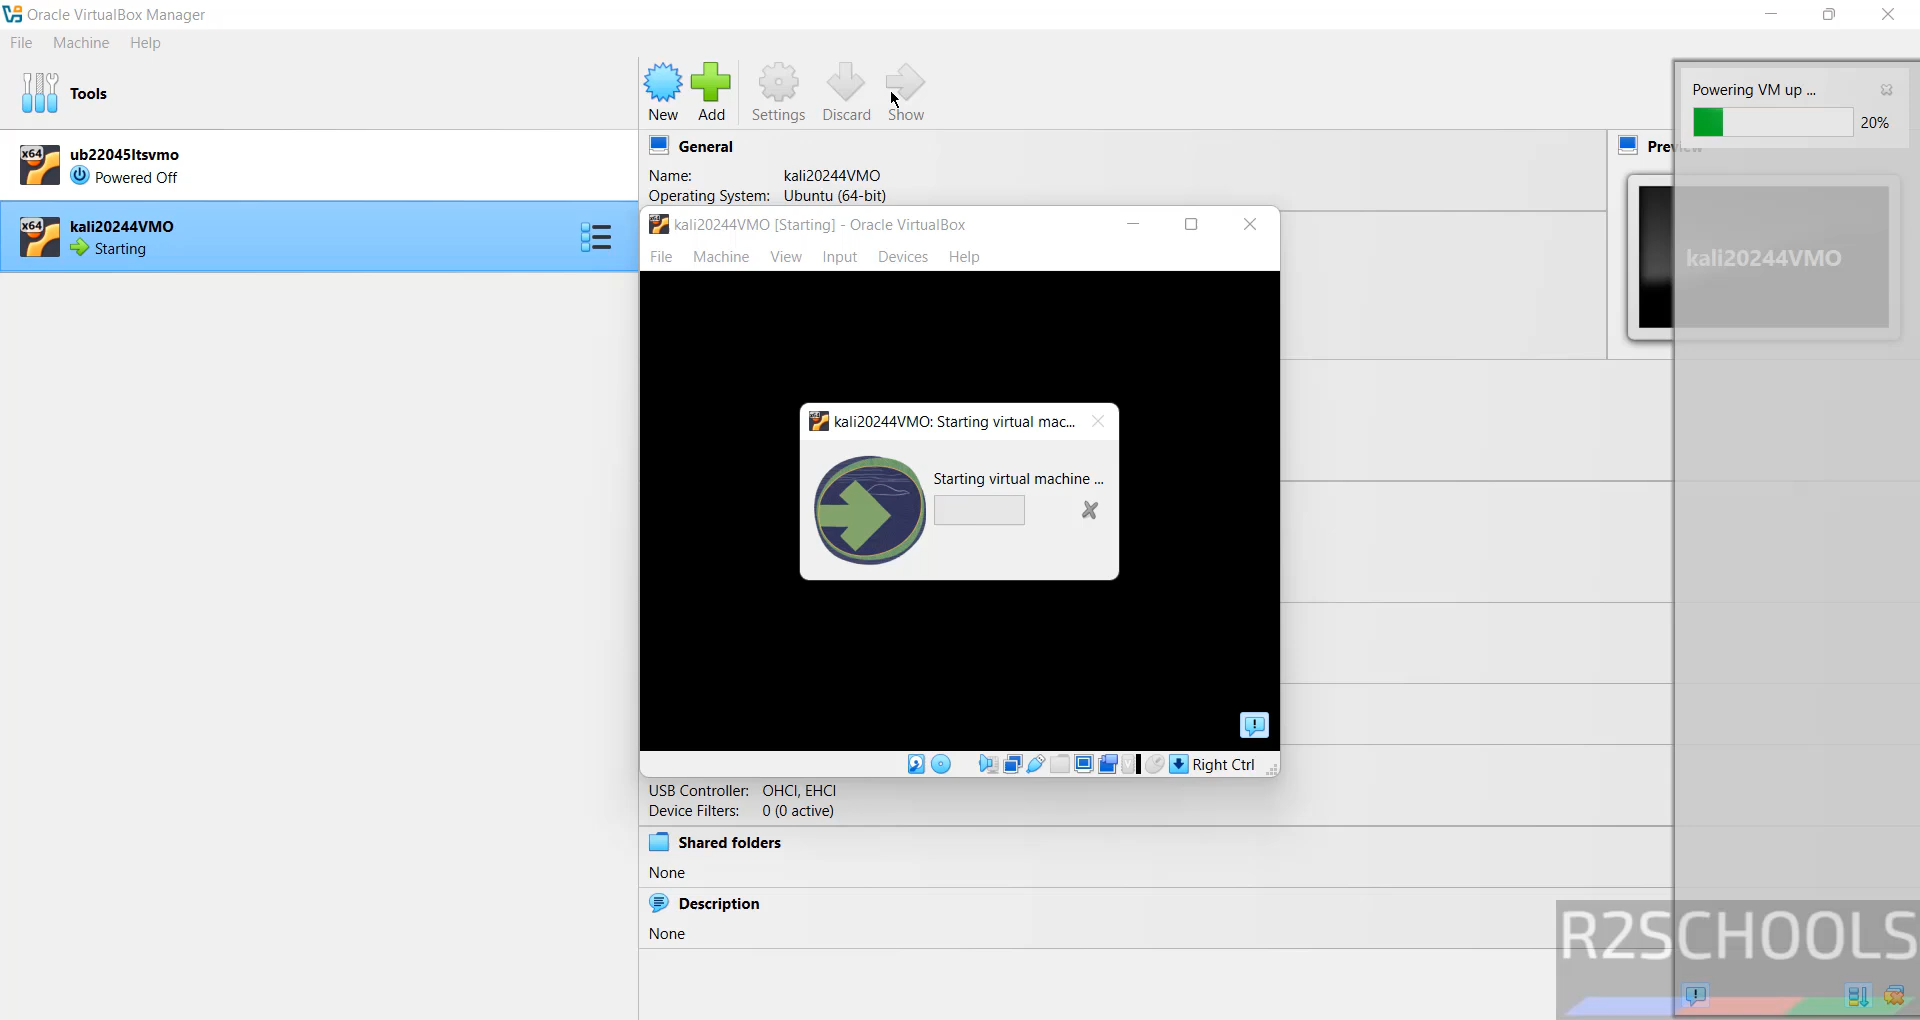 Oracle VirtualBox Manager
File Machine Help
Tools
New Add Settings Discard Show
Powering VM up ...
20%
ub22045ltsvmo
Powered Off
kali20244VMO
Starting
General
Name: kali20244VMO
Operating System: Ubuntu (64-bit)
Preview
kali20244VMO
kali20244VMO [Starting] - Oracle VirtualBox
File Machine View Input Devices Help
kali20244VMO: Starting virtual mac...
Starting virtual machine ...
Right Ctrl
USB Controller: OHCI, EHCI
Device Filters: 0 (0 active)
Shared folders
None
Description
None
R2SCHOOLS